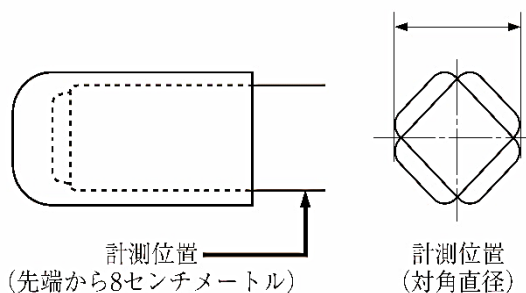 計測位置
（先端から8センチメートル）
計測位置
（対角直径）